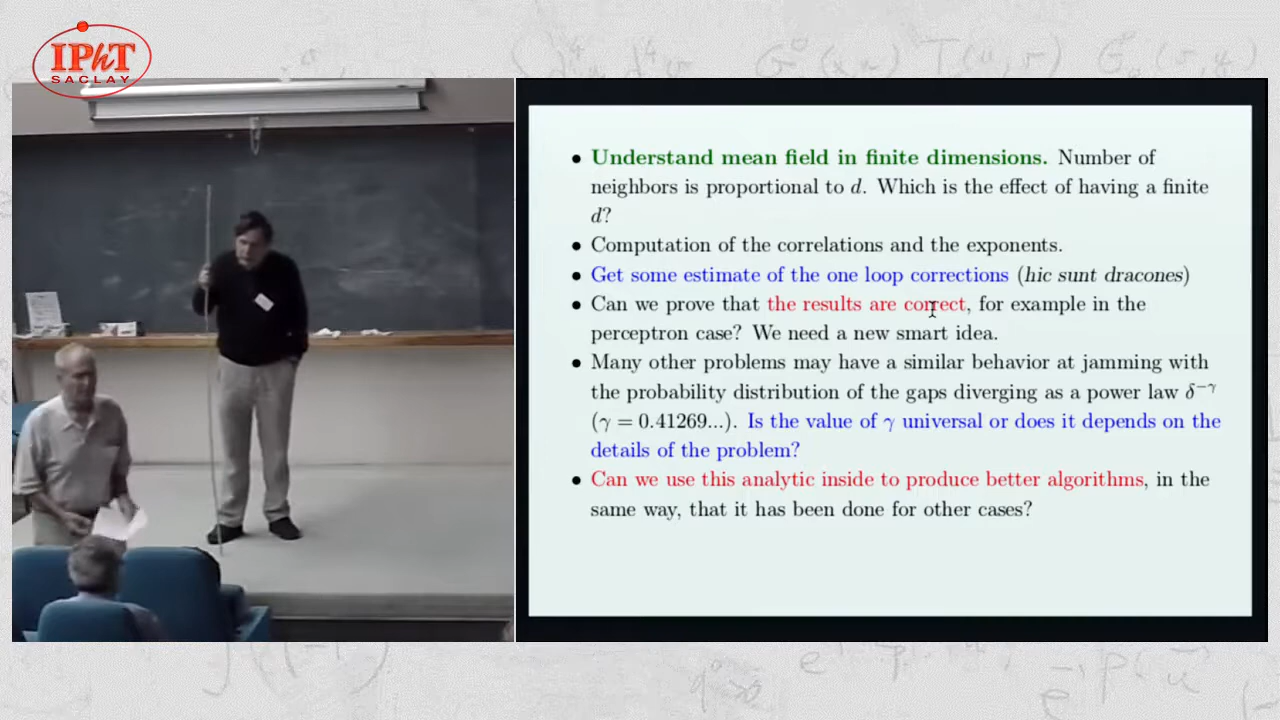 IPhT
SACLAY
• Understand mean field in finite dimensions. Number of
neighbors is proportional to d. Which is the effect of having a finite
d?
• Computation of the correlations and the exponents.
• Get some estimate of the one loop corrections (hic sunt dracones)
• Can we prove that the results are correct, for example in the
perceptron case? We need a new smart idea.
• Many other problems may have a similar behavior at jamming with
the probability distribution of the gaps diverging as a power law δ^{−γ}
(γ = 0.41269...). Is the value of γ universal or does it depends on the
details of the problem?
• Can we use this analytic inside to produce better algorithms, in the
same way, that it has been done for other cases?